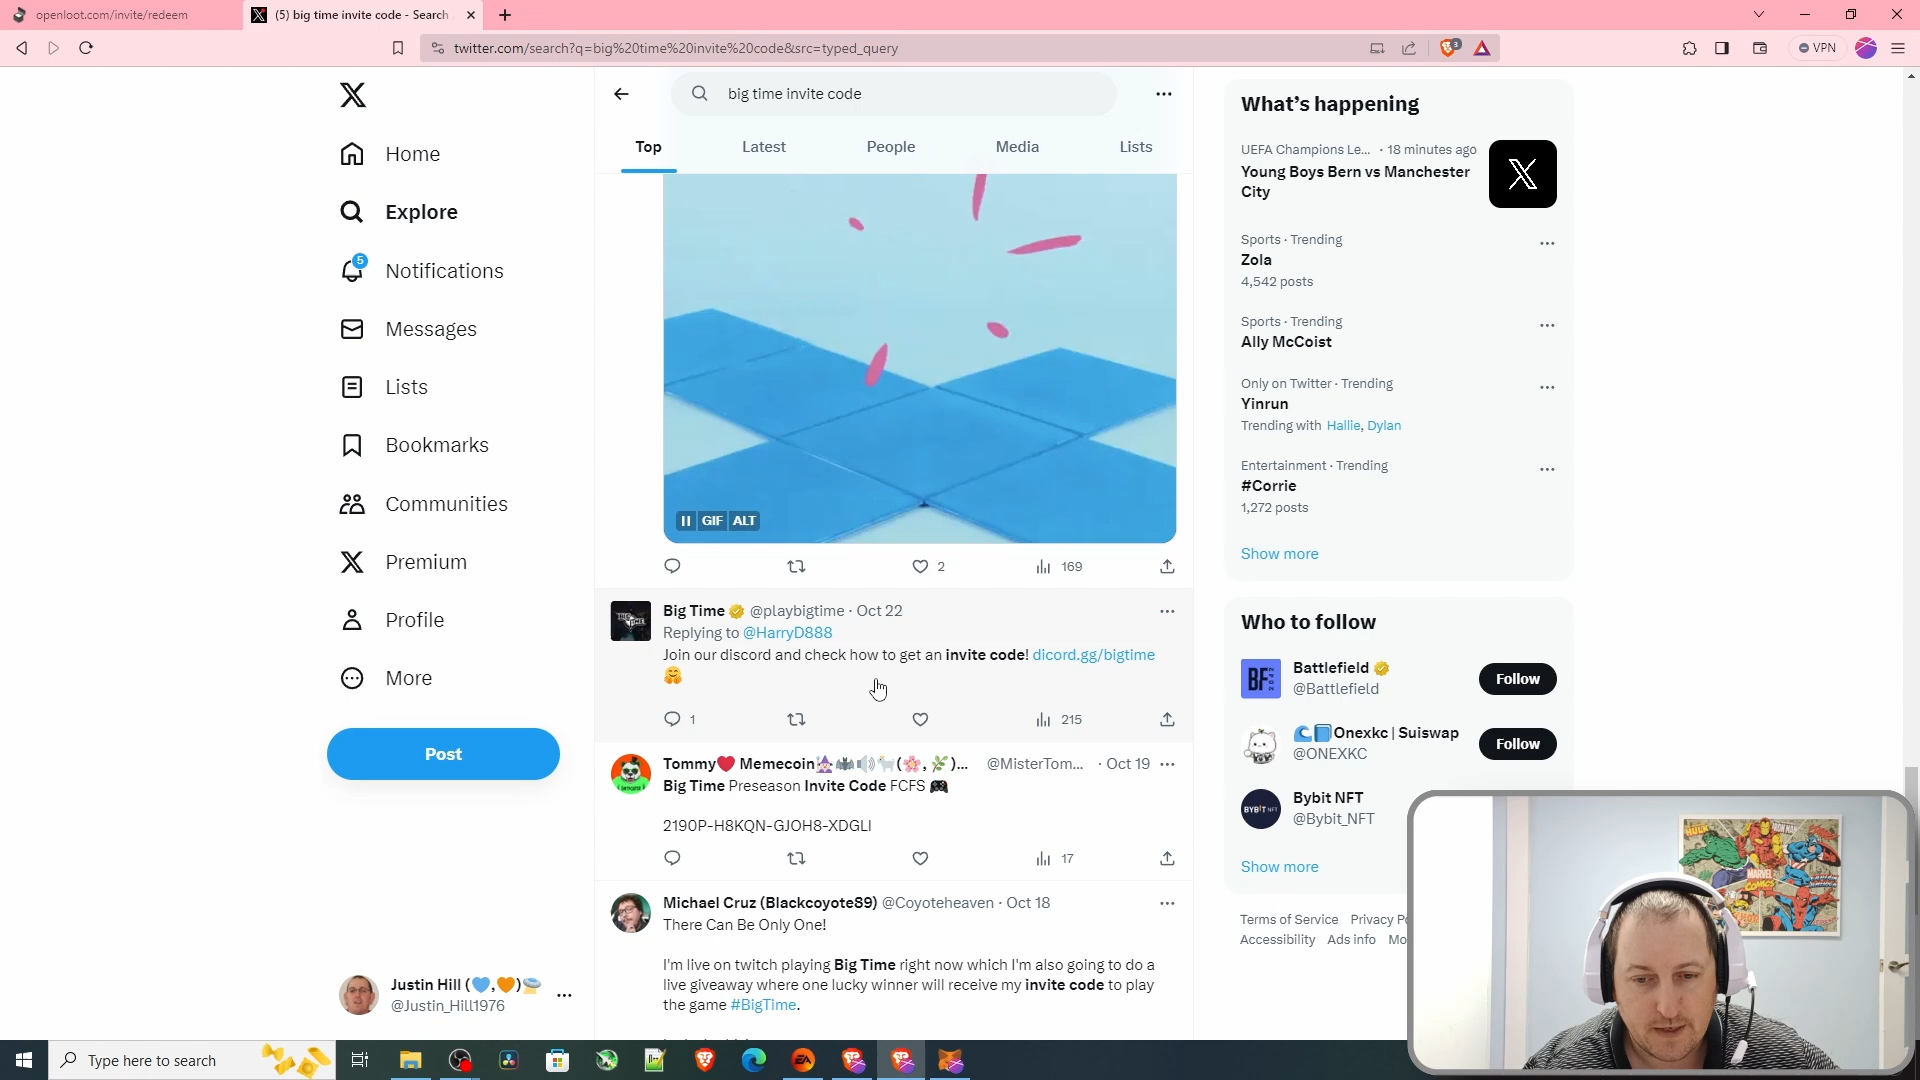 openloot.com/invite/redeem
(5) big time invite code - Search
twitter.com/search?q=big%20time%20invite%20code&src=typed_query
VPN
big time invite code
Top
Latest
People
Media
Lists
Home
Explore
5
Notifications
Messages
Lists
Bookmarks
Communities
Premium
Profile
More
Post
Justin Hill (🩵,🧡)
@Justin_Hill1976
GIF
ALT
2
169
Big Time @playbigtime · Oct 22
Replying to @HarryD888
Join our discord and check how to get an invite code! dicord.gg/bigtime
🤗
1
215
Tommy❤️ Memecoin🧙🦇🔊🐐(🌸, 🌿)... @MisterTom... · Oct 19
Big Time Preseason Invite Code FCFS 🎮
2190P-H8KQN-GJOH8-XDGLI
17
Michael Cruz (Blackcoyote89) @Coyoteheaven · Oct 18
There Can Be Only One!
I'm live on twitch playing Big Time right now which I'm also going to do a
live giveaway where one lucky winner will receive my invite code to play
the game #BigTime.
What's happening
UEFA Champions Le... · 18 minutes ago
Young Boys Bern vs Manchester
City
Sports · Trending
Zola
4,542 posts
Sports · Trending
Ally McCoist
Only on Twitter · Trending
Yinrun
Trending with Hallie, Dylan
Entertainment · Trending
#Corrie
1,272 posts
Show more
Who to follow
Battlefield
@Battlefield
Follow
🌊📘Onexkc | Suiswap
@ONEXKC
Follow
Bybit NFT
@Bybit_NFT
Show more
Terms of Service Privacy Po
Accessibility Ads info Mo
MARVEL
COMICS
Type here to search